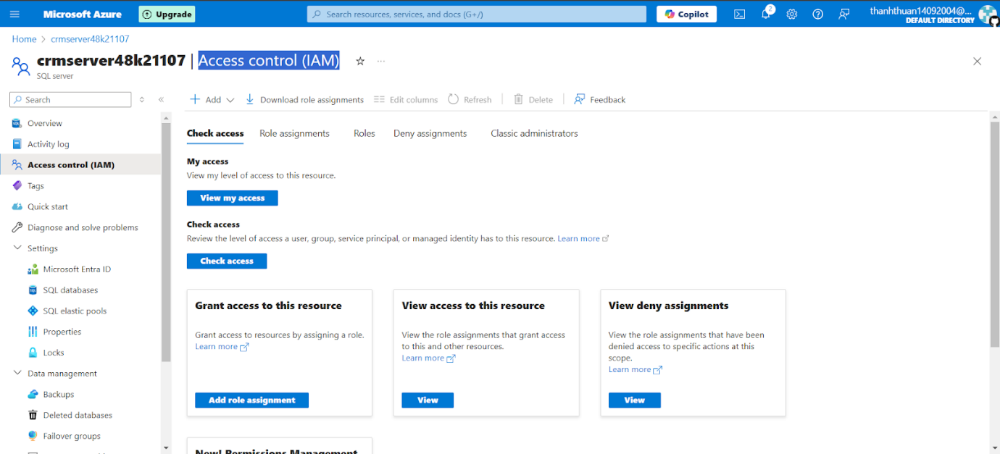 Microsoft Azure
Upgrade
Search resources, services, and docs (G+/)
Copilot
2
thanhthuan14092004@...
DEFAULT DIRECTORY
Home > crmserver48k21107
crmserver48k21107 | Access control (IAM)
SQL server
Search
Add
Download role assignments
Edit columns
Refresh
Delete
Feedback
Overview
Activity log
Access control (IAM)
Tags
Quick start
Diagnose and solve problems
Settings
Microsoft Entra ID
SQL databases
SQL elastic pools
Properties
Locks
Data management
Backups
Deleted databases
Failover groups
Check access
Role assignments
Roles
Deny assignments
Classic administrators
My access
View my level of access to this resource.
View my access
Check access
Review the level of access a user, group, service principal, or managed identity has to this resource. Learn more
Check access
Grant access to this resource
Grant access to resources by assigning a role.
Learn more
Add role assignment
View access to this resource
View the role assignments that grant access
to this and other resources.
Learn more
View
View deny assignments
View the role assignments that have been
denied access to specific actions at this
scope.
Learn more
View
New! Permissions Management